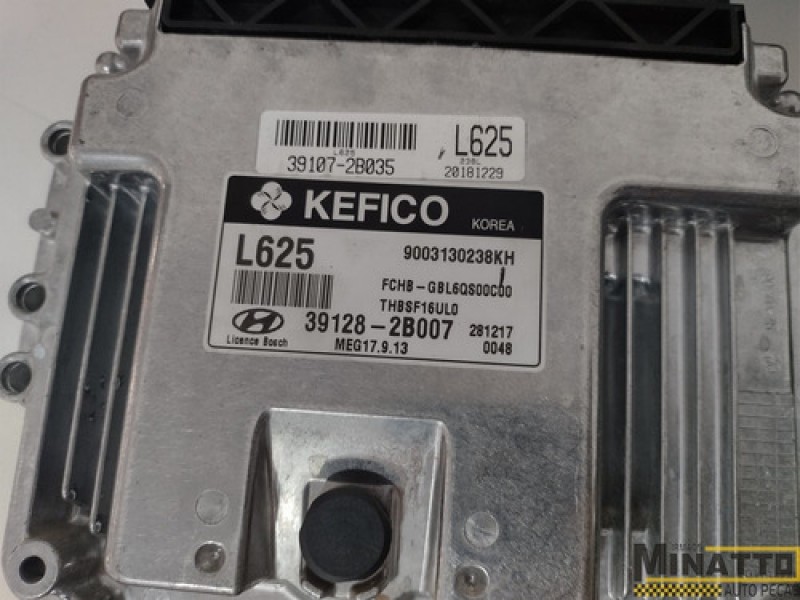 L625
39107-2B035
, L625
238L
20181229
KEFICO
KOREA
L625
9003130238KH
FCHB-GBL6QS00C00
THBSF16UL0
39128-2B007
281217
0048
Licence Bosch
MEG17.9.13
MINATTO
AUTO PEÇAS